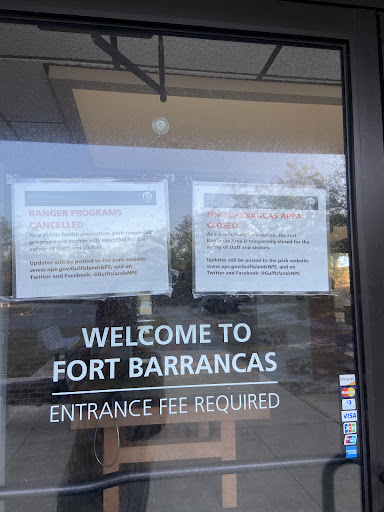 RANGER PROGRAMS
CANCELLED
As a public health precaution, park ranger
programs are temporarily cancelled for the
safety of staff and visitors.
Updates will be posted to the park website,
www.nps.gov/GulfIslandsNPS, and on
Twitter and Facebook: @GulfIslandsNPS
FORT BARRANCAS AREA
CLOSED
As a public health precaution, the Fort
Barrancas Area is temporarily closed for the
safety of staff and visitors.
Updates will be posted to the park website,
www.nps.gov/GulfIslandsNPS, and on
Twitter and Facebook: @GulfIslandsNPS
WELCOME TO
FORT BARRANCAS
ENTRANCE FEE REQUIRED
VISA
JCB